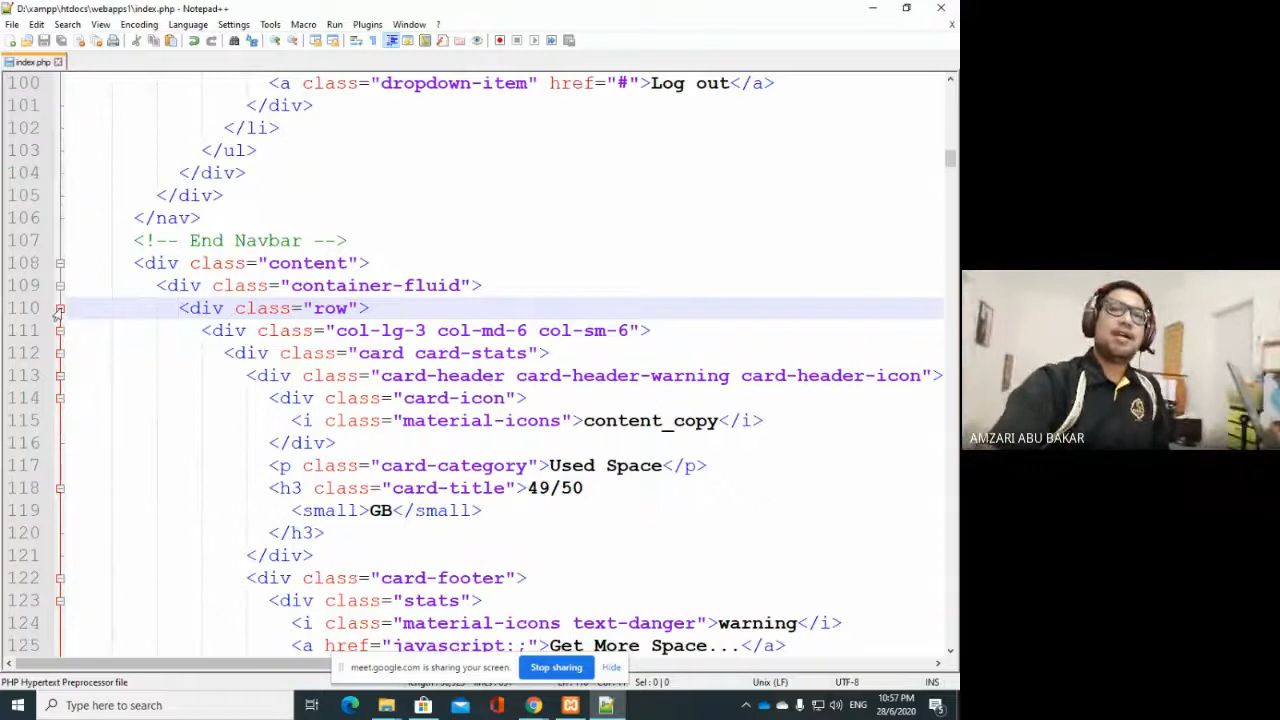 D:\xampp\htdocs\webapps1\index.php - Notepad++
File Edit Search View Encoding Language Settings Tools Macro Run Plugins Window ?
index.php
100 <a class="dropdown-item" href="#">Log out</a>
101 </div>
102 </li>
103 </ul>
104 </div>
105 </div>
106 </nav>
107 <!-- End Navbar -->
108 <div class="content">
109 <div class="container-fluid">
110 <div class="row">
111 <div class="col-lg-3 col-md-6 col-sm-6">
112 <div class="card card-stats">
113 <div class="card-header card-header-warning card-header-icon">
114 <div class="card-icon">
115 <i class="material-icons">content_copy</i>
116 </div>
117 <p class="card-category">Used Space</p>
118 <h3 class="card-title">49/50
119 <small>GB</small>
120 </h3>
121 </div>
122 <div class="card-footer">
123 <div class="stats">
124 <i class="material-icons text-danger">warning</i>
125 <a href="javascript:;">Get More Space...</a>
AMZARI ABU BAKAR
meet.google.com is sharing your screen. Stop sharing Hide
PHP Hypertext Preprocessor file Sel : 0 | 0 Unix (LF) UTF-8 INS
Type here to search
ENG
10:57 PM
28/6/2020
5